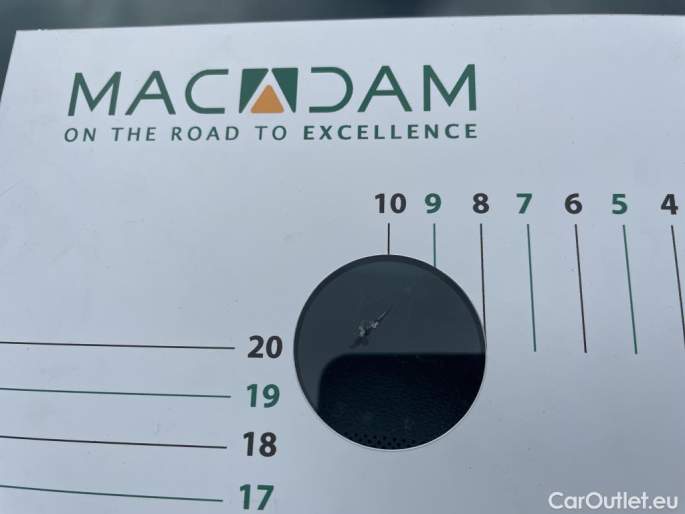 MACADAM
ON THE ROAD TO EXCELLENCE
10 9 8 7 6 5 4
20
19
18
17
CarOutlet.eu